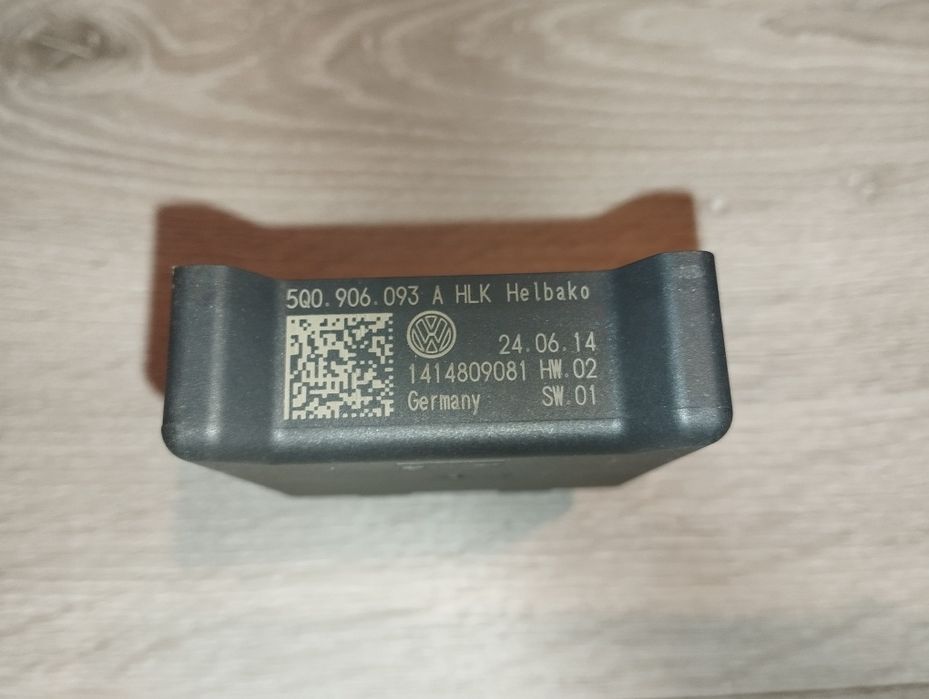 5Q0.906.093 A HLK Helbako
24.06.14
1414809081 HW.02
Germany SW.01